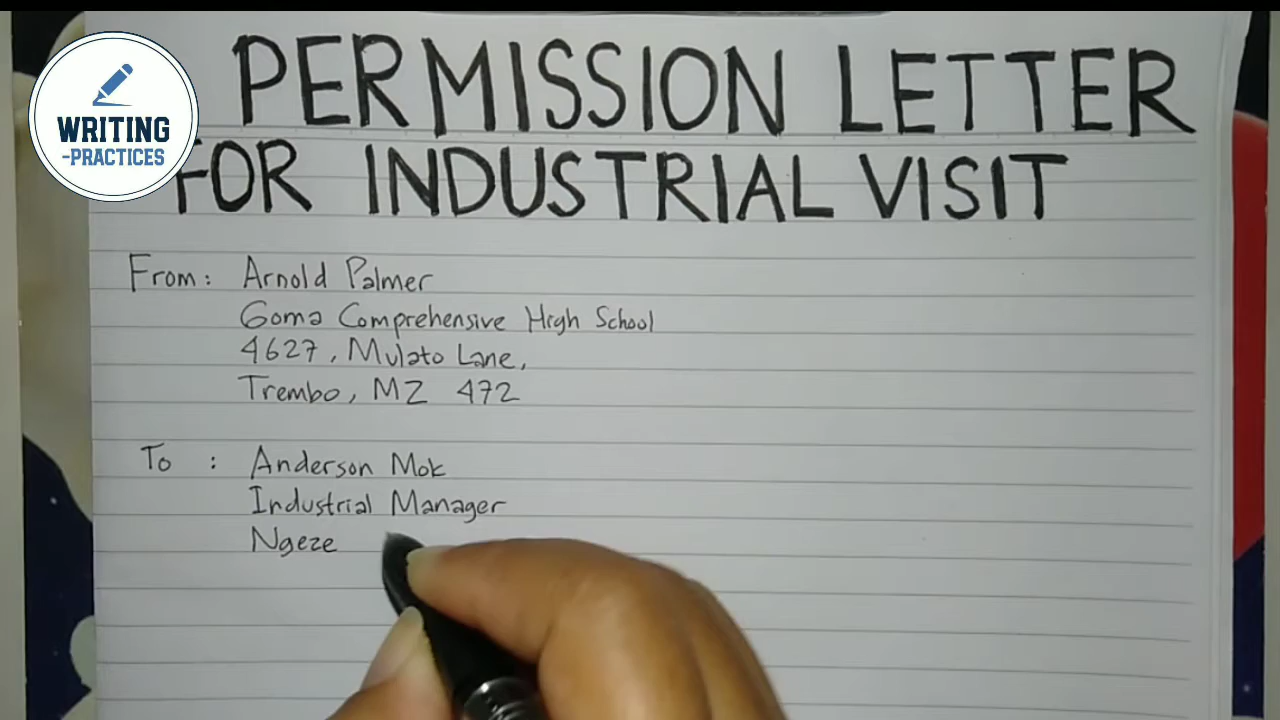 WRITING
-PRACTICES
PERMISSION LETTER
FOR INDUSTRIAL VISIT
From: Arnold Palmer
Goma Comprehensive High School
4627, Mulato Lane,
Trembo, MZ 472
To : Anderson Mok
Industrial Manager
Ngeze